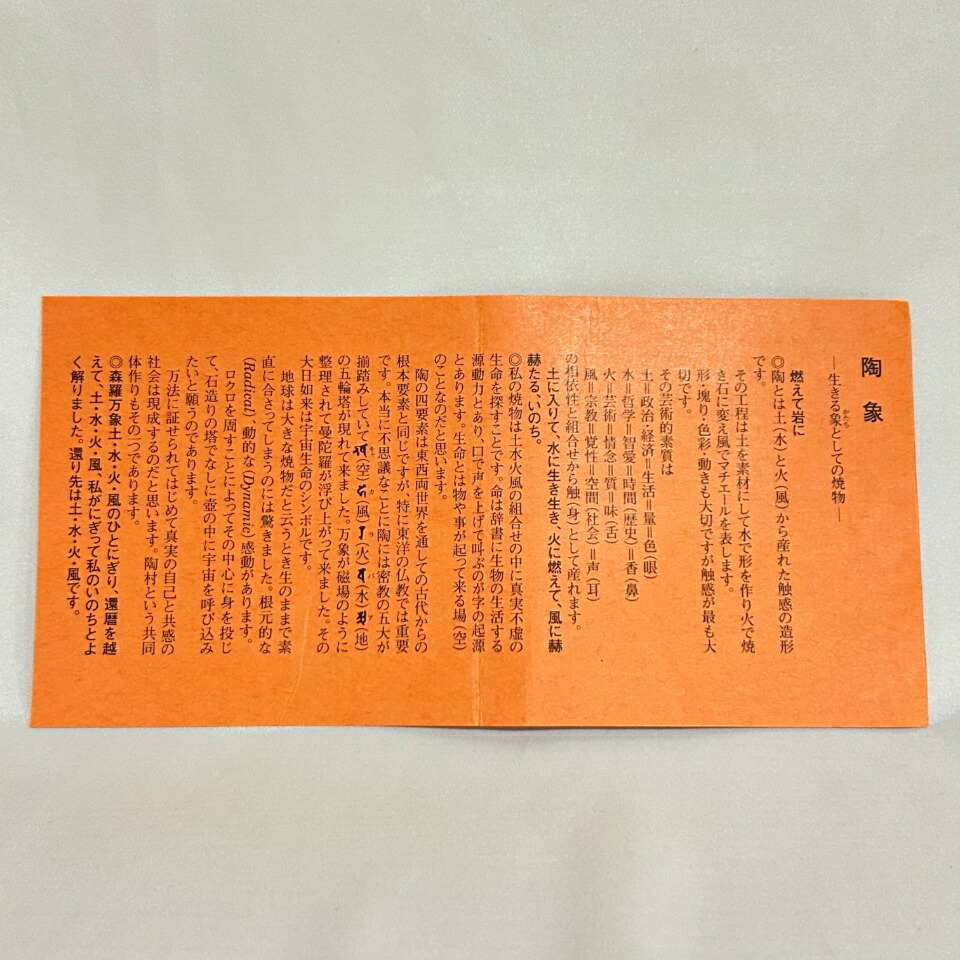 陶象
―生きる象としての焼物―
かたち
燃えて岩に
◎陶とは土(水)と火(風)から産れた触感の造形
です。
その工程は土を素材にして水で形を作り火で焼
き石に変え風でマチエールを表します。
形・塊り・色彩・動きも大切ですが触感が最も大
切です。
その芸術的素質は
土＝政治・経済＝生活＝量＝色(眼)
水＝哲学＝智愛＝時間(歴史)＝香(鼻)
火＝芸術＝情念＝質＝味(舌)
風＝宗教＝覚性＝空間(社会)＝声(耳)
の相依性と組合せから触(身)として産れます。
土に入りて、水に生き生き、火に燃えて、風に赫
赫たる、いのち。
◎私の焼物は土水火風の組合せの中に真実不虚の
生命を探すことです。命は辞書に生物の生活する
源動力とあり、口で声を上げて叫ぶのが字の起源
とあります。生命とは物や事が起って来る場(空)
のことなのだと思います。
陶の四要素は東西両世界を通しての古代からの
根本要素と同じですが、特に東洋の仏教では重要
です。本当に不思議なことに陶には密教の五大が
揃踏みしていて(空)(風)(火)(水)(地)
の五輪塔が現れて来ました。万象が磁場のように
整理されて曼陀羅が浮び上がって来ました。その
大日如来は宇宙生命のシンボルです。
地球は大きな焼物だと云うとき生のままで素
直に合さってしまうのには驚きました。根元的な
(Radical)、動的な(Dynamic)感動があります。
ロクロを周すことによってその中心に身を投じ
て、石造りの塔でなしに壺の中に宇宙を呼び込み
たいと願うのであります。
万法に証せられてはじめて真実の自己と共感の
社会は現成するのだと思います。陶村という共同
体作りもその一つであります。
◎森羅万象土・水・火・風のひとにぎり、還暦を越
えて、土・水・火・風、私がにぎって私のいのちとよ
く解りました。還り先は土・水・火・風です。